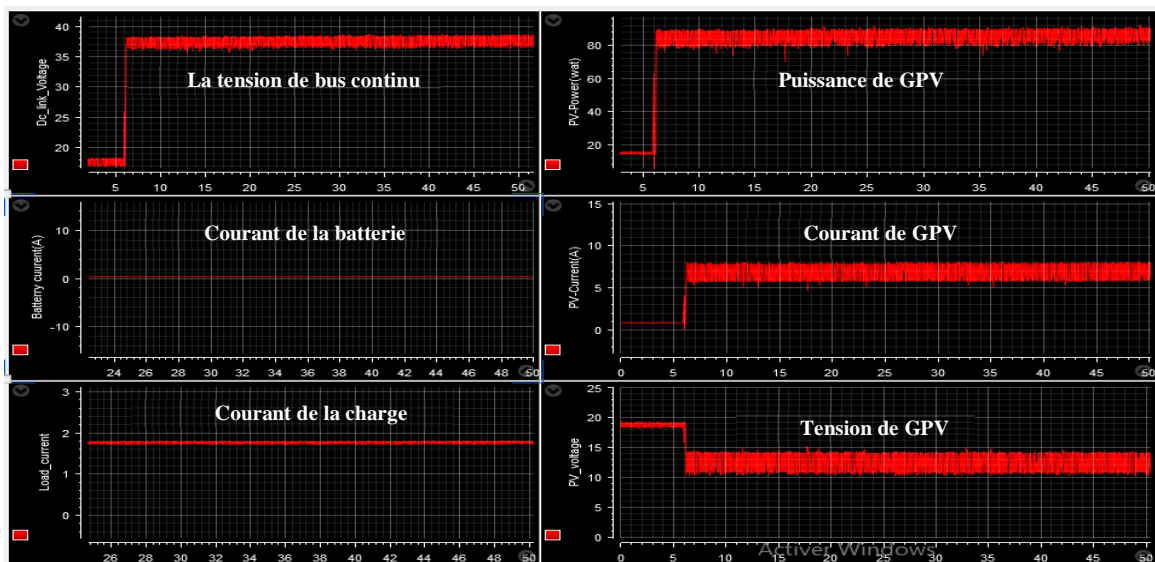 Dc_link_Voltage
40
35
30
25
20
5 10 15 20 25 30 35 40 45 50
La tension de bus continu
PV-Power(wat)
80
60
40
20
5 10 15 20 25 30 35 40 45 50
Puissance de GPV
Batterry cuurent(A)
10
0
-10
24 26 28 30 32 34 36 38 40 42 44 46 48 50
Courant de la batterie
PV-Current(A)
15
10
5
0
0 5 10 15 20 25 30 35 40 45 50
Courant de GPV
Load_current
3
2
1
0
26 28 30 32 34 36 38 40 42 44 46 48 50
Courant de la charge
PV_voltage
25
20
15
10
5
0
0 5 10 15 20 25 30 35 40 45 50
Tension de GPV
Activer Windows